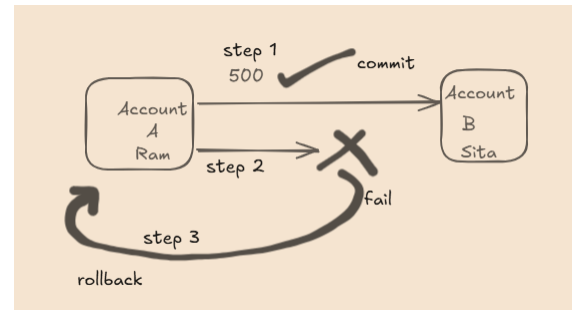 step 1
500
commit
Account
A
Ram
Account
B
Sita
step 2
fail
step 3
rollback